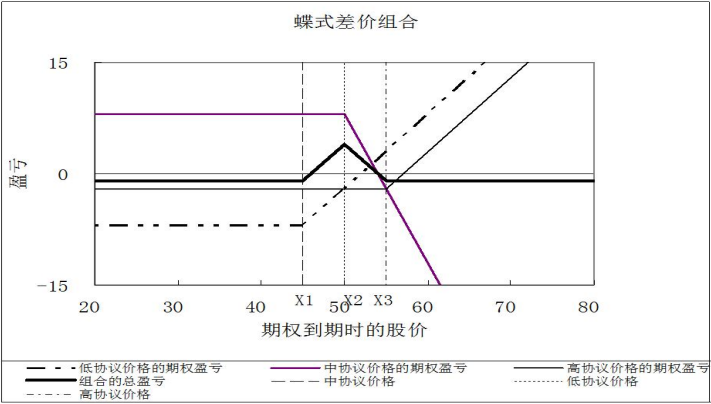 蝶式差价组合
15
0
-15
盈亏
20 30 40 50 60 70 80
X1 X2 X3
期权到期时的股价
低协议价格的期权盈亏 中协议价格的期权盈亏 高协议价格的期权盈亏
组合的总盈亏 中协议价格 低协议价格
高协议价格